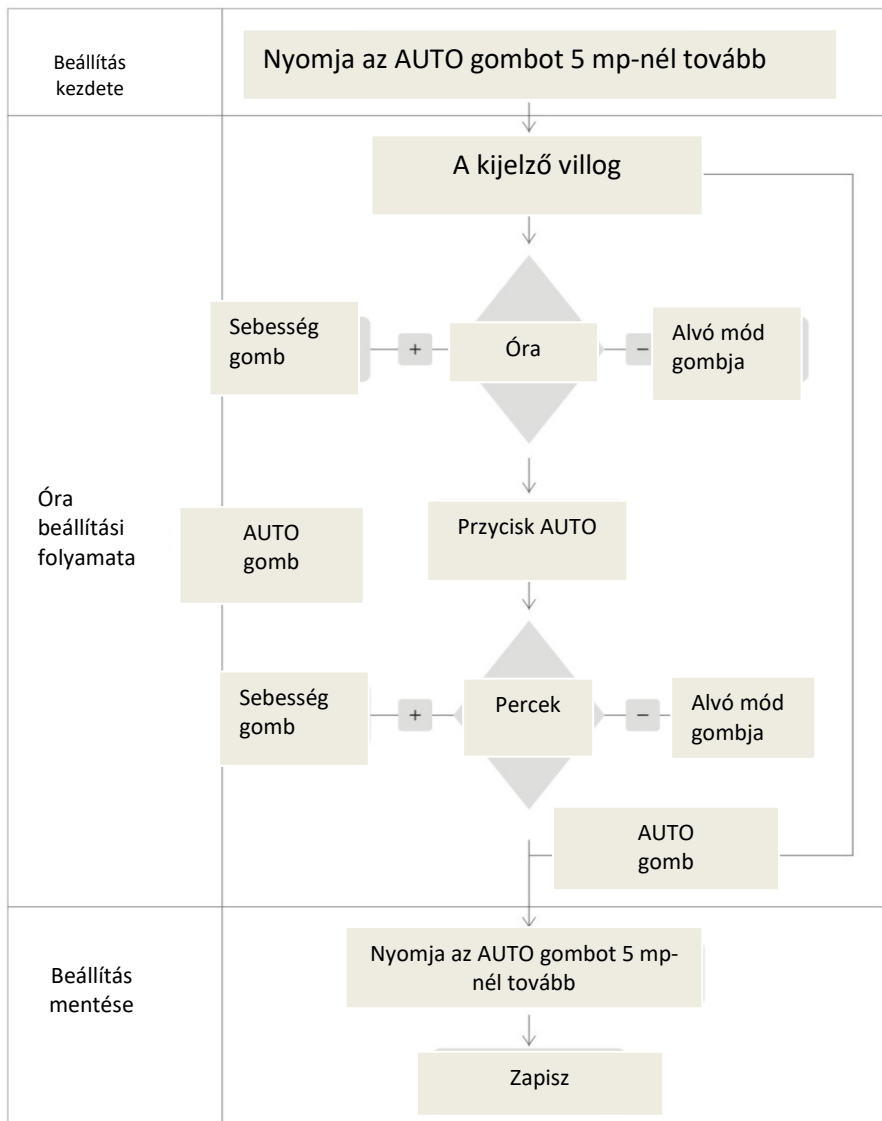 Beállítás
kezdete
Nyomja az AUTO gombot 5 mp-nél tovább
A kijelző villog
Sebesség
gomb
+
Óra
−
Alvó mód
gombja
Óra
beállítási
folyamata
AUTO
gomb
Przycisk AUTO
Sebesség
gomb
+
Percek
−
Alvó mód
gombja
AUTO
gomb
Beállítás
mentése
Nyomja az AUTO gombot 5 mp-
nél tovább
Zapisz